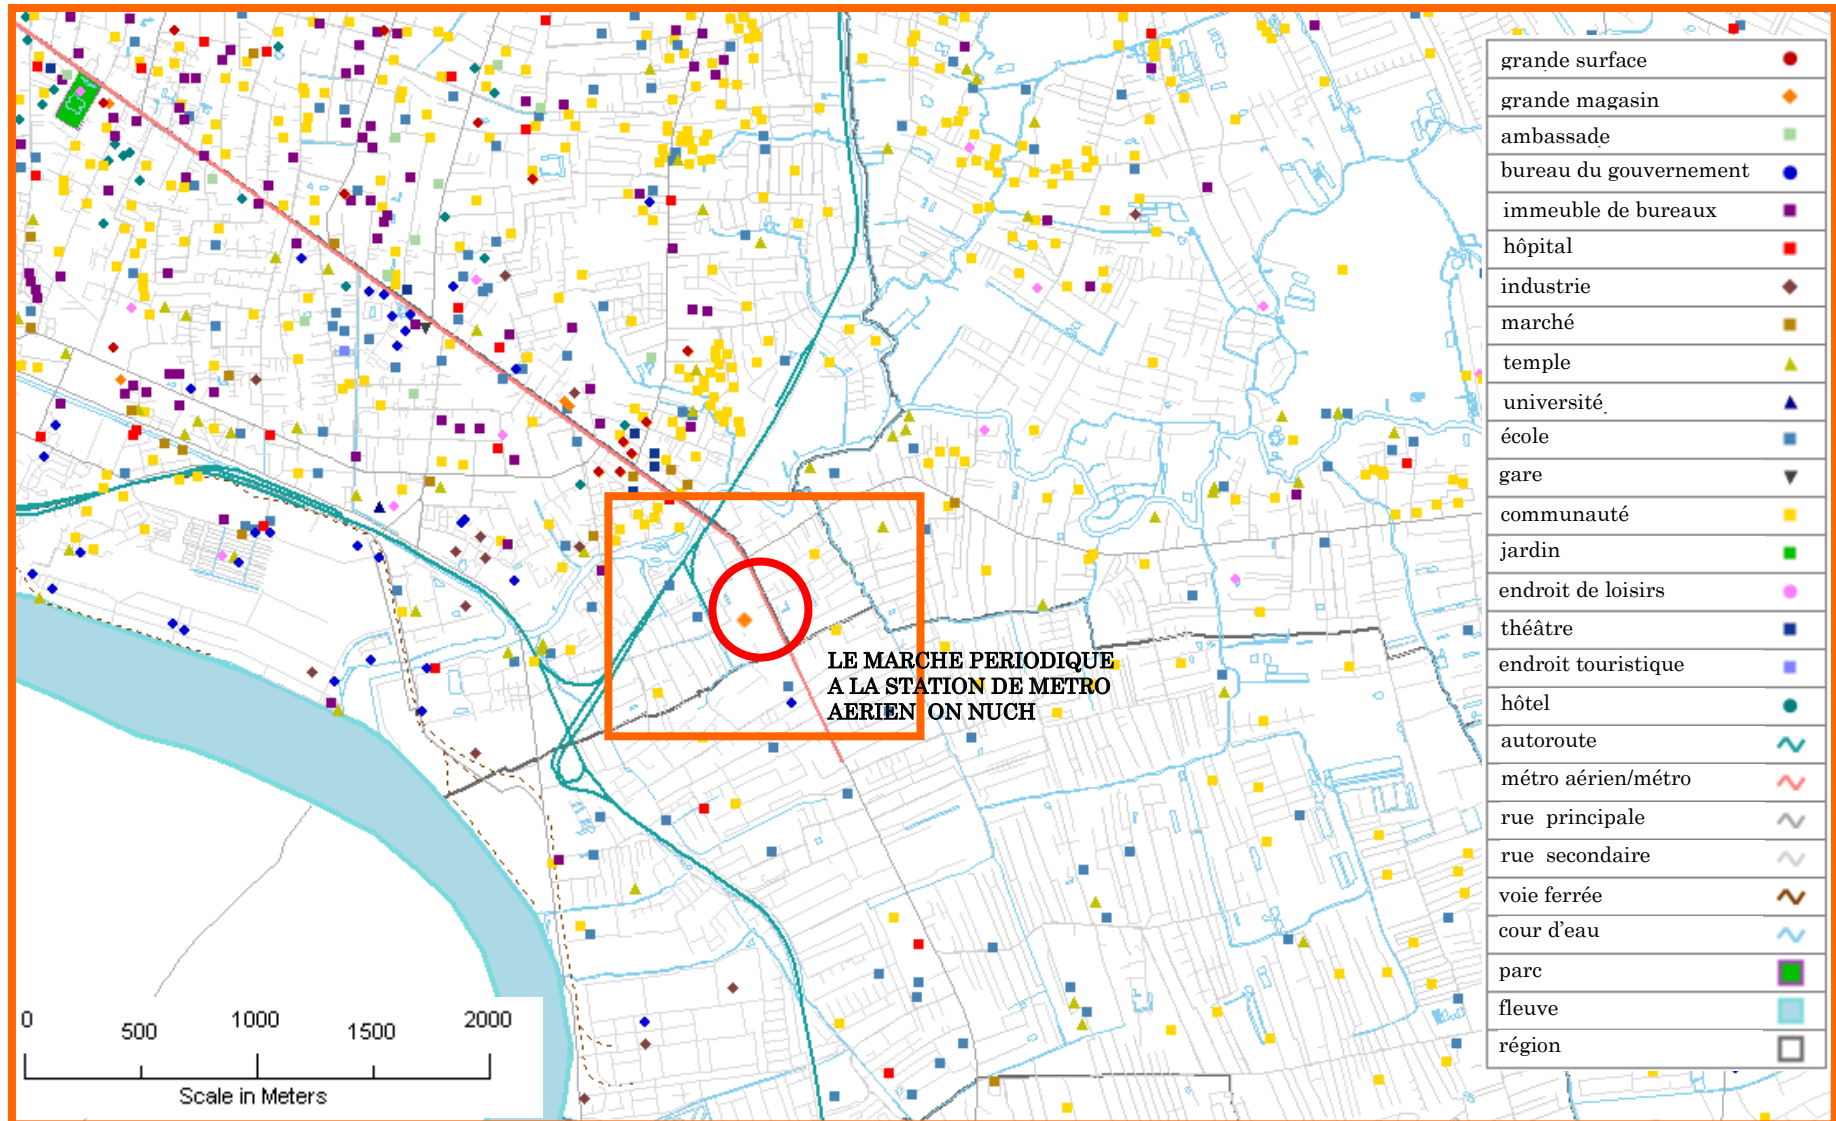 grande surface
grande magasin
ambassade
bureau du gouvernement
immeuble de bureaux
hôpital
industrie
marché
temple
université
école
gare
communauté
jardin
endroit de loisirs
théâtre
endroit touristique
hôtel
autoroute
métro aérien/métro
rue principale
rue secondaire
voie ferrée
cour d'eau
parc
fleuve
région
LE MARCHE PERIODIQUE
A LA STATION DE METRO
AERIEN ON NUCH
0 500 1000 1500 2000
Scale in Meters